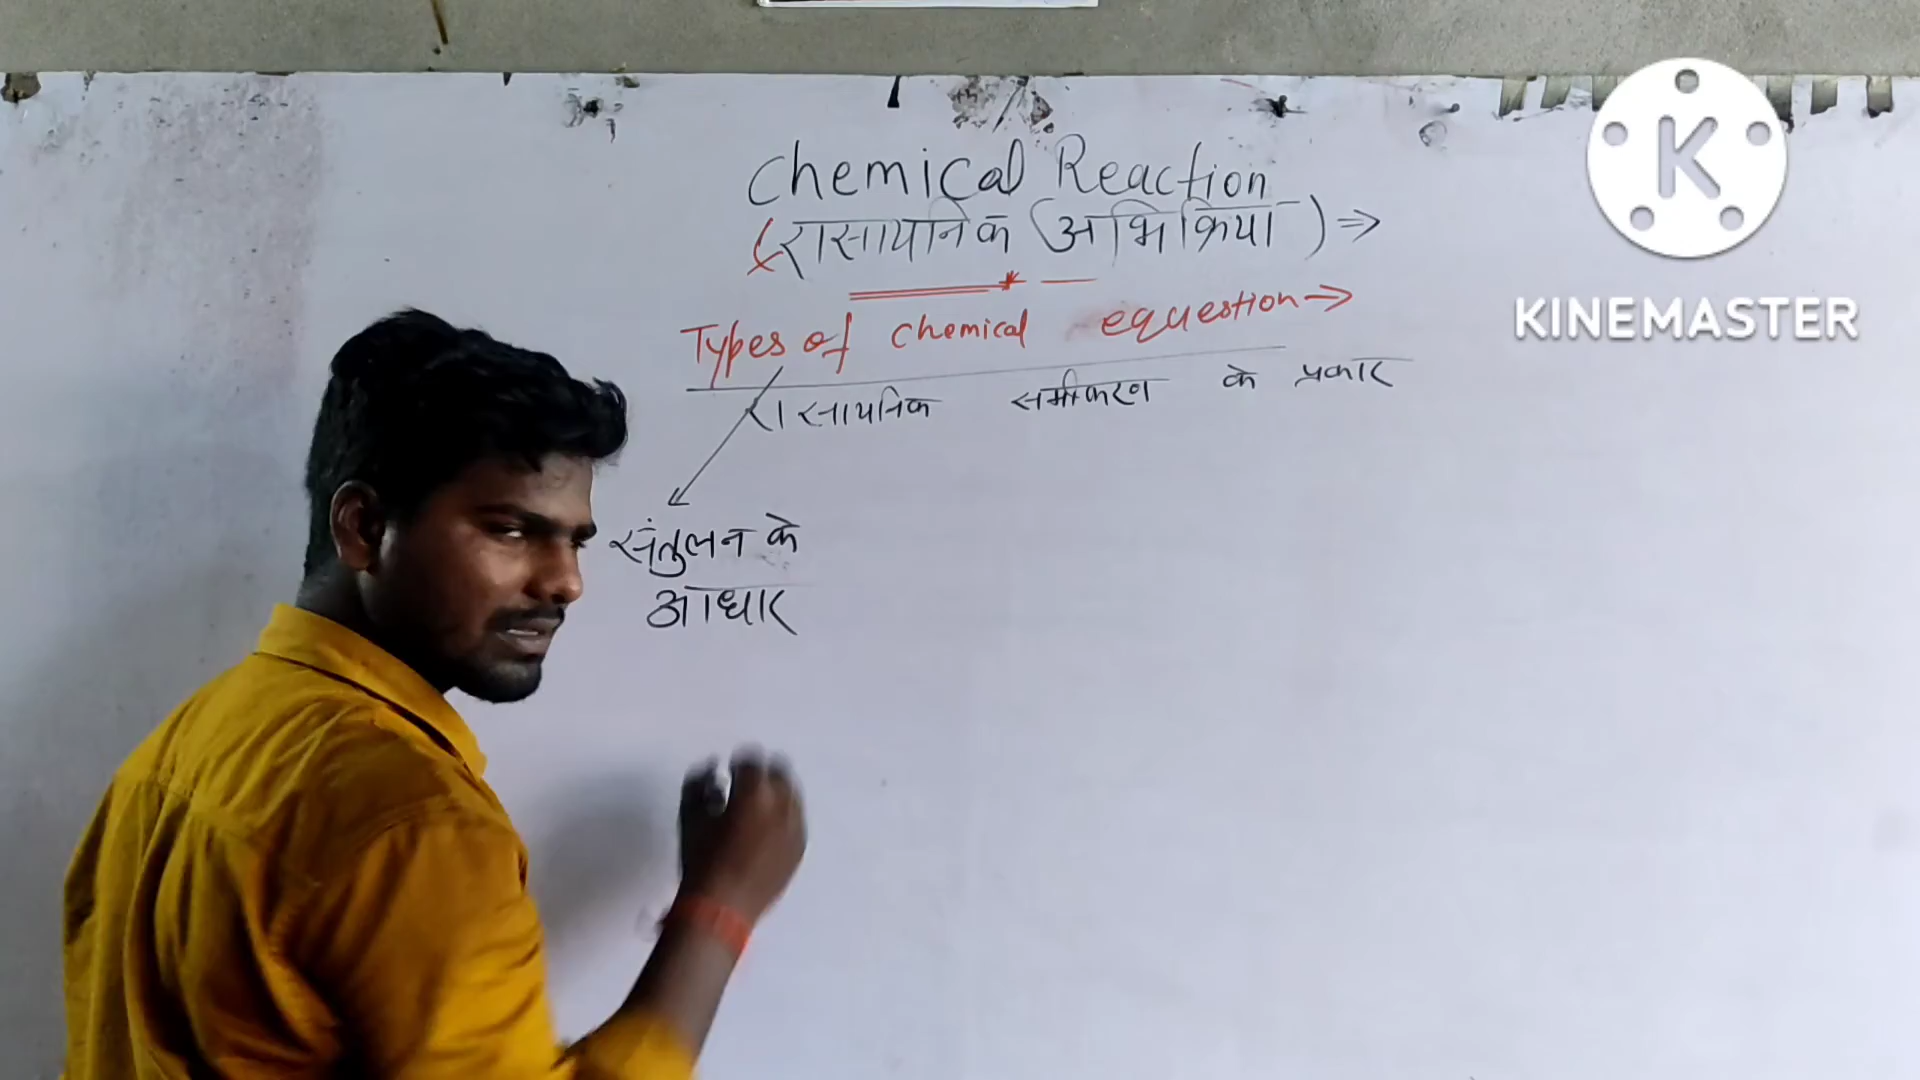 Chemical Reaction
(रासायनिक (अभिक्रिया) ⇒
Types of chemical equestion →
रासायनिक समीकरण के प्रकार
संतुलन के
आधार
K
KINEMASTER